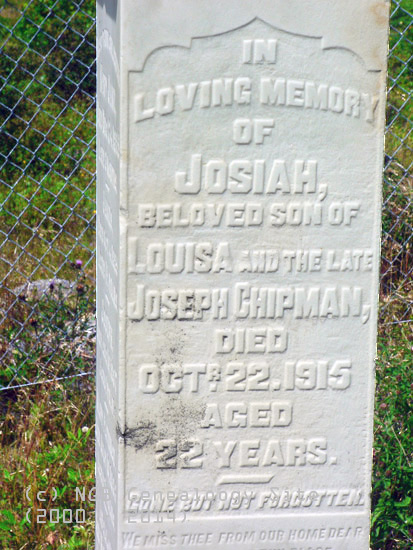 IN
LOVING MEMORY
OF
JOSIAH,
BELOVED SON OF
LOUISA AND THE LATE
JOSEPH CHIPMAN,
DIED
OCTR. 22. 1915
AGED
22 YEARS.
GONE BUT NOT FORGOTTEN.
WE MISS THEE FROM OUR HOME DEAR
(c)
(2000